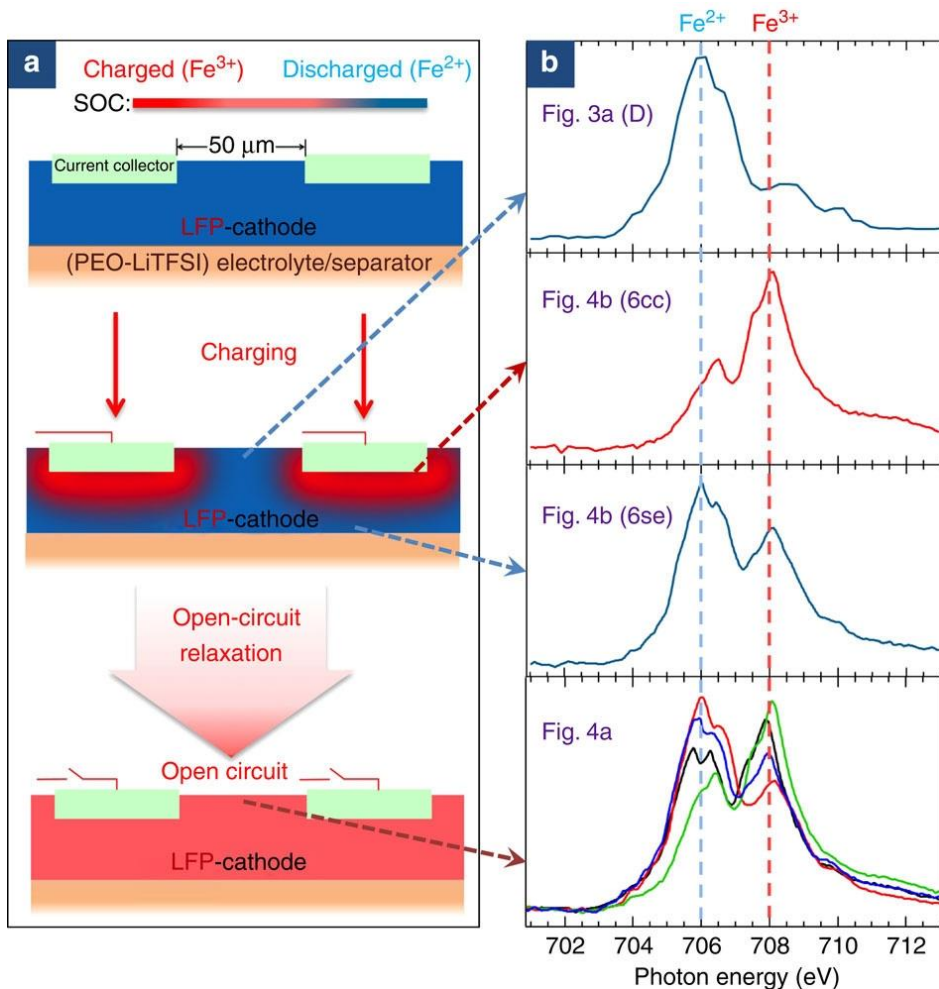 a
Charged (Fe³⁺)
Discharged (Fe²⁺)
SOC:
50 μm
Current collector
LFP-cathode
(PEO-LiTFSI) electrolyte/separator
Charging
LFP-cathode
Open-circuit
relaxation
Open circuit
LFP-cathode
Fe²⁺
Fe³⁺
b
Fig. 3a (D)
Fig. 4b (6cc)
Fig. 4b (6se)
Fig. 4a
702 704 706 708 710 712
Photon energy (eV)